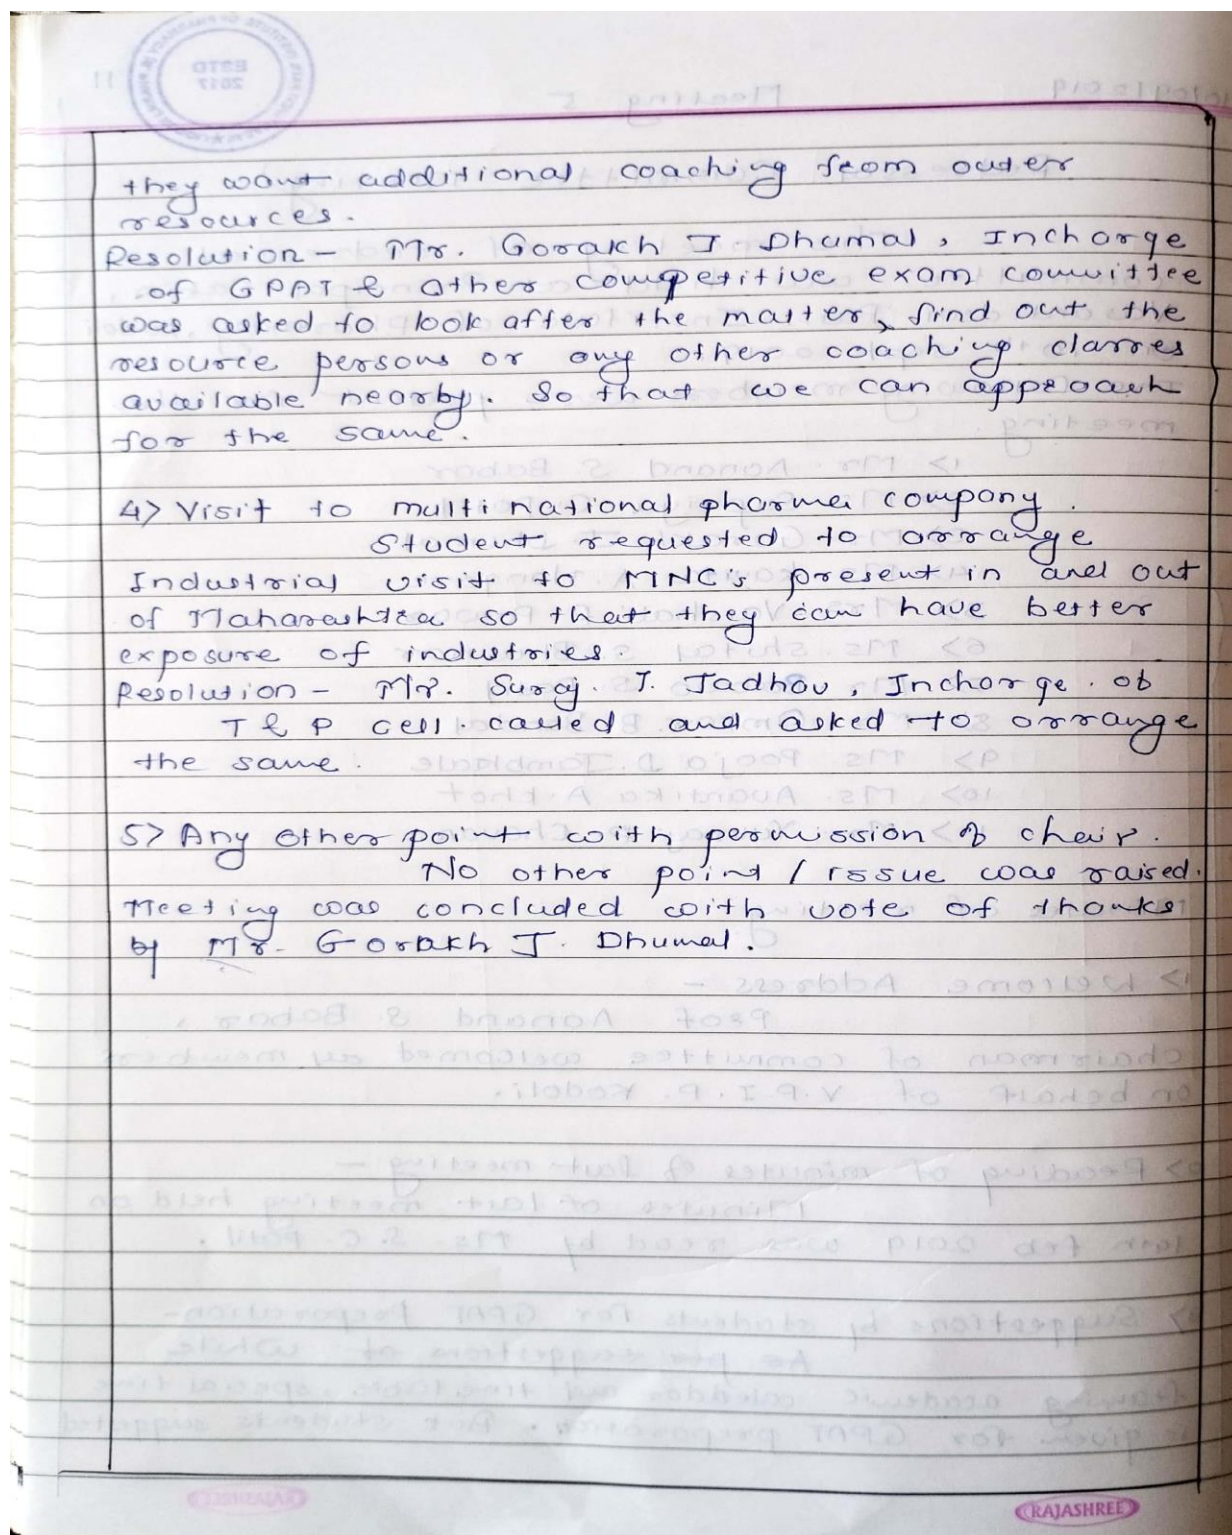 they want additional coaching from outer
resources.
Resolution - Mr. Gorakh J Dhumal, Incharge
of GPAT & other competitive exam committee
was asked to look after the matter, find out the
resource persons or any other coaching classes
available nearby. So that we can approach
for the same.
4> Visit to multinational pharma company.
Student requested to arrange
Industrial visit to MNC's present in and out
of Maharashtra so that they can have better
exposure of industries.
Resolution - Mr. Suraj. T. Jadhav, Incharge of
T & P cell called and asked to arrange
the same.
5> Any other point with permission of chair.
No other point / issue was raised.
Meeting was concluded with vote of thanks
by Mr. Gorakh J. Dhumal.
RAJASHREE